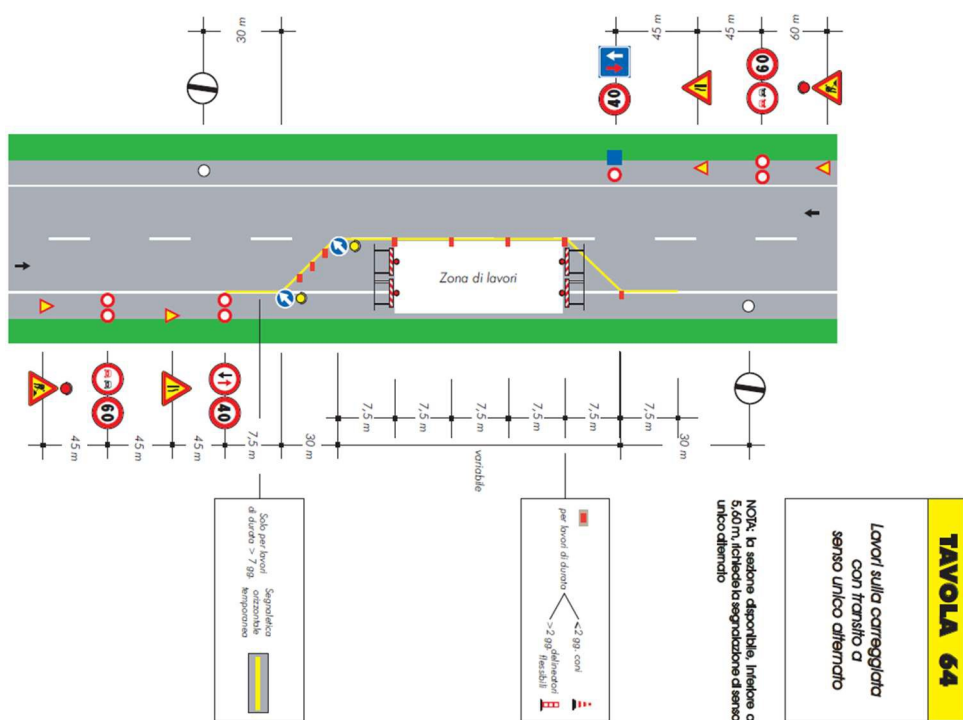 TAVOLA 64
Lavori sulla carreggiata
con transito a
senso unico alternato
NOTA: la sezione disponibile, inferiore a
5,60 m, richiede la segnalazione di senso
unico alternato
30 m
45 m
45 m
60 m
40
60
Zona di lavori
60
40
45 m
45 m
45 m
7,5 m
30 m
7,5 m
7,5 m
7,5 m
7,5 m
7,5 m
7,5 m
30 m
variabile
per lavori di durata
<2 gg. coni
>2 gg. delineatori
flessibili
Solo per lavori
di durata > 7 gg.
Segnaletica
orizzontale
temporanea